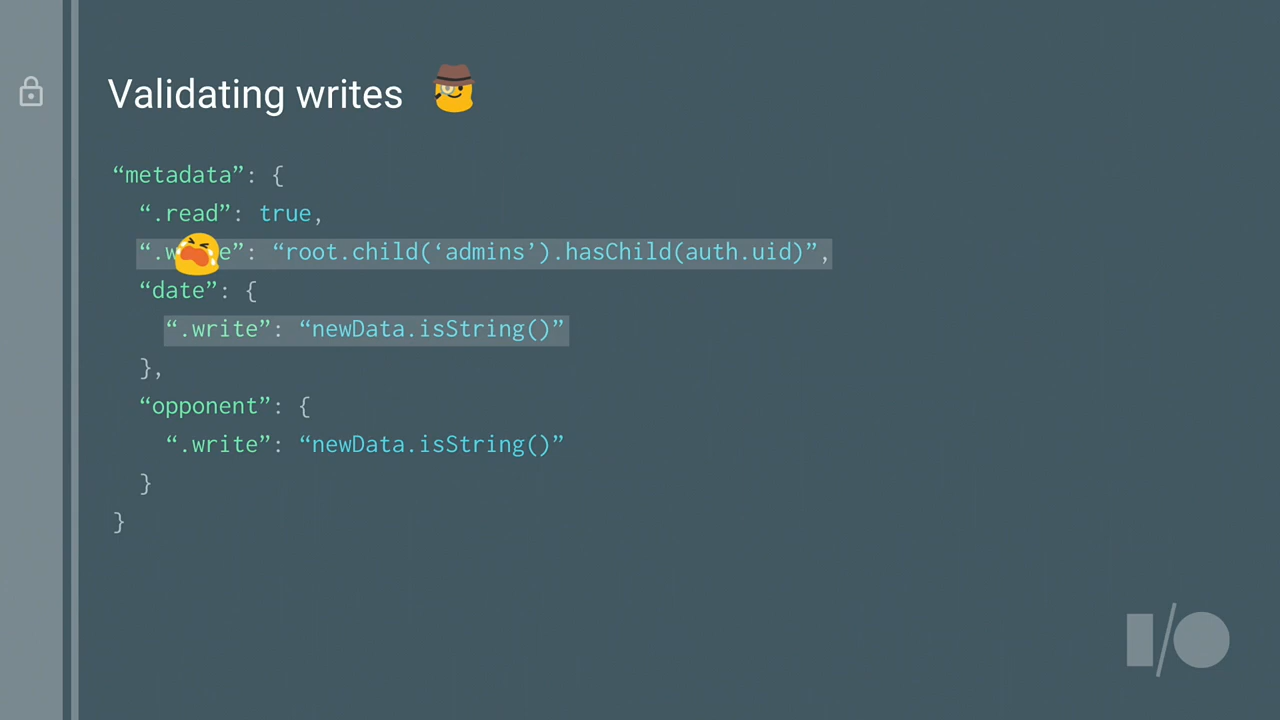 Validating writes
“metadata”: {
“.read”: true,
“.w e”: “root.child(‘admins’).hasChild(auth.uid)”,
“date”: {
“.write”: “newData.isString()”
},
“opponent”: {
“.write”: “newData.isString()”
}
}
I/O